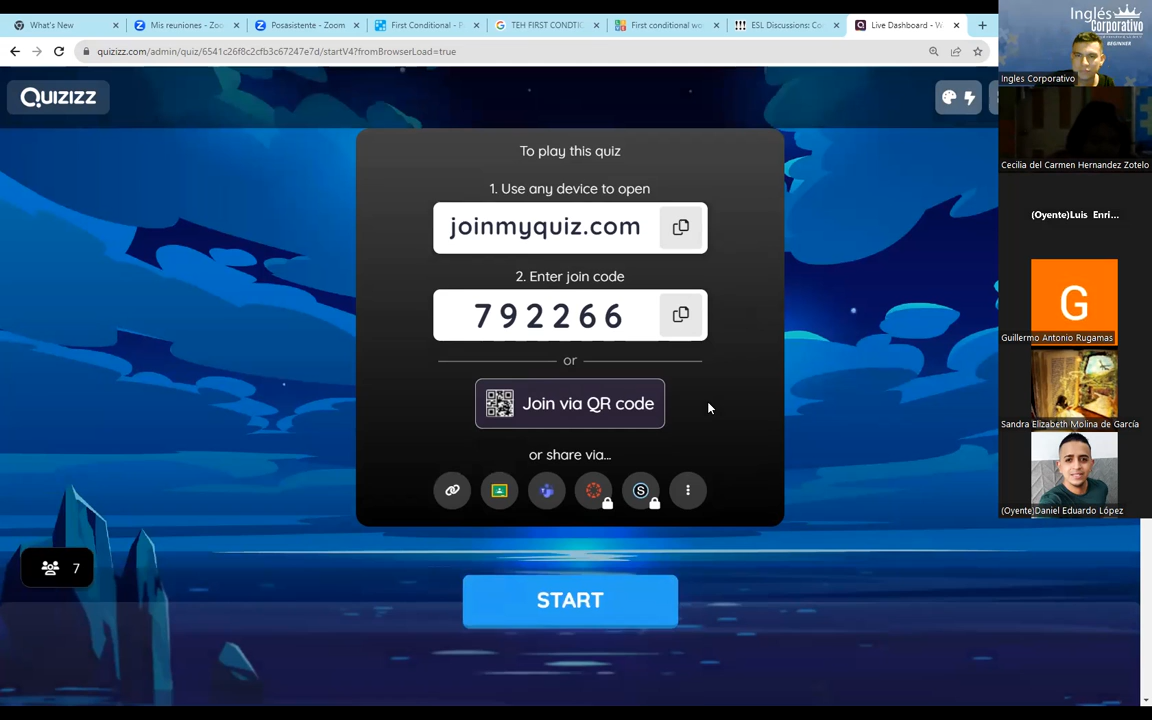 What's New
Mis reuniones - Zo
Posasistente - Zoom
First Conditional - 
TEH FIRST CONDTIO
First conditional wo
ESL Discussions: Co
Live Dashboard - W
quizizz.com/admin/quiz/6541c26f8c2cfb3c67247e7d/startV4?fromBrowserLoad=true
QUIZIZZ
To play this quiz
1. Use any device to open
joinmyquiz.com
2. Enter join code
792266
or
Join via QR code
or share via...
S
7
START
Inglés
Corporativo
BEGINNER
Ingles Corporativo
Cecilia del Carmen Hernandez Zotelo
(Oyente)Luis Enri...
G
Guillermo Antonio Rugamas
Sandra Elizabeth Molina de García
(Oyente)Daniel Eduardo López